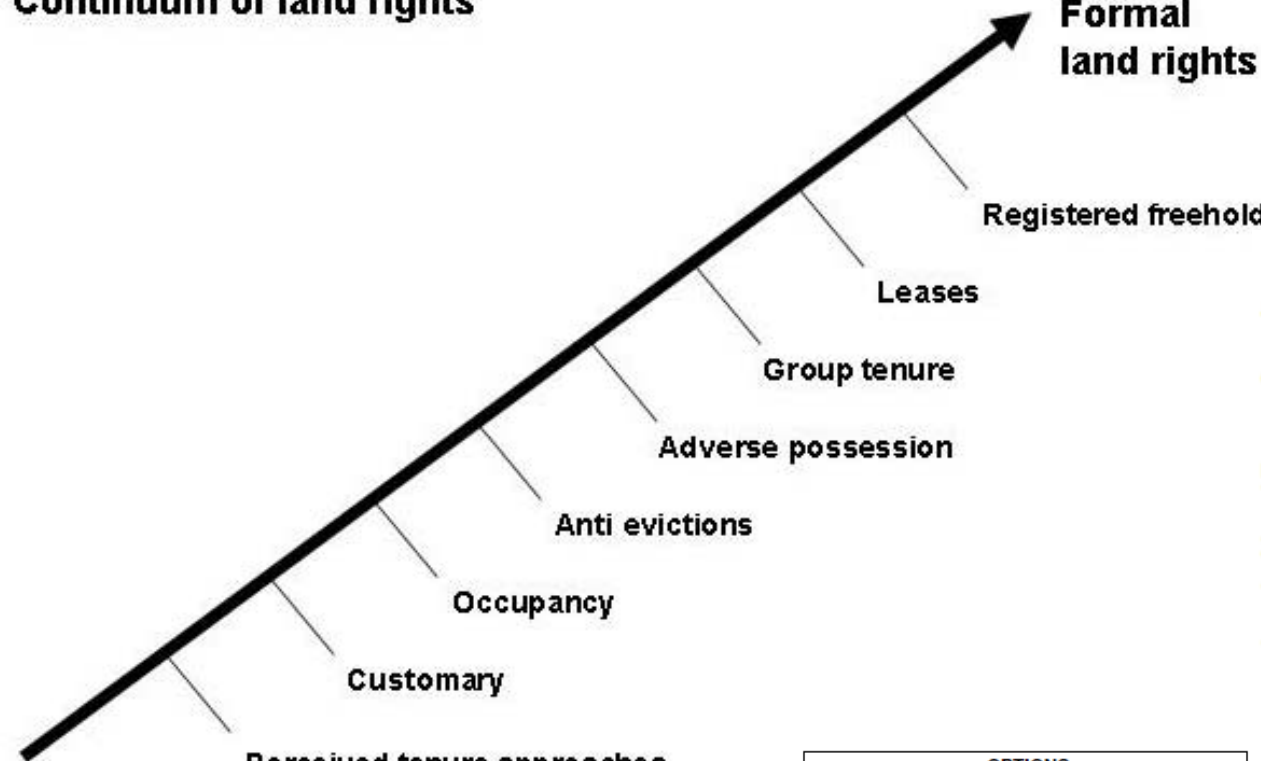 Continuum of land rights
Formal
land rights
Registered freehold
Leases
Group tenure
Adverse possession
Anti evictions
Occupancy
Customary
Perceived tenure approaches
OPTIONS